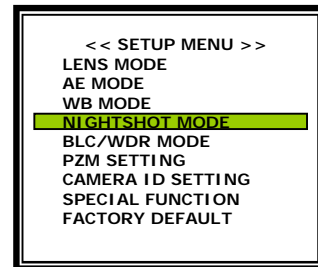 << SETUP MENU >>
LENS MODE
AE MODE
WB MODE
NIGHTSHOT MODE
BLC/WDR MODE
PZM SETTING
CAMERA ID SETTING
SPECIAL FUNCTION
FACTORY DEFAULT